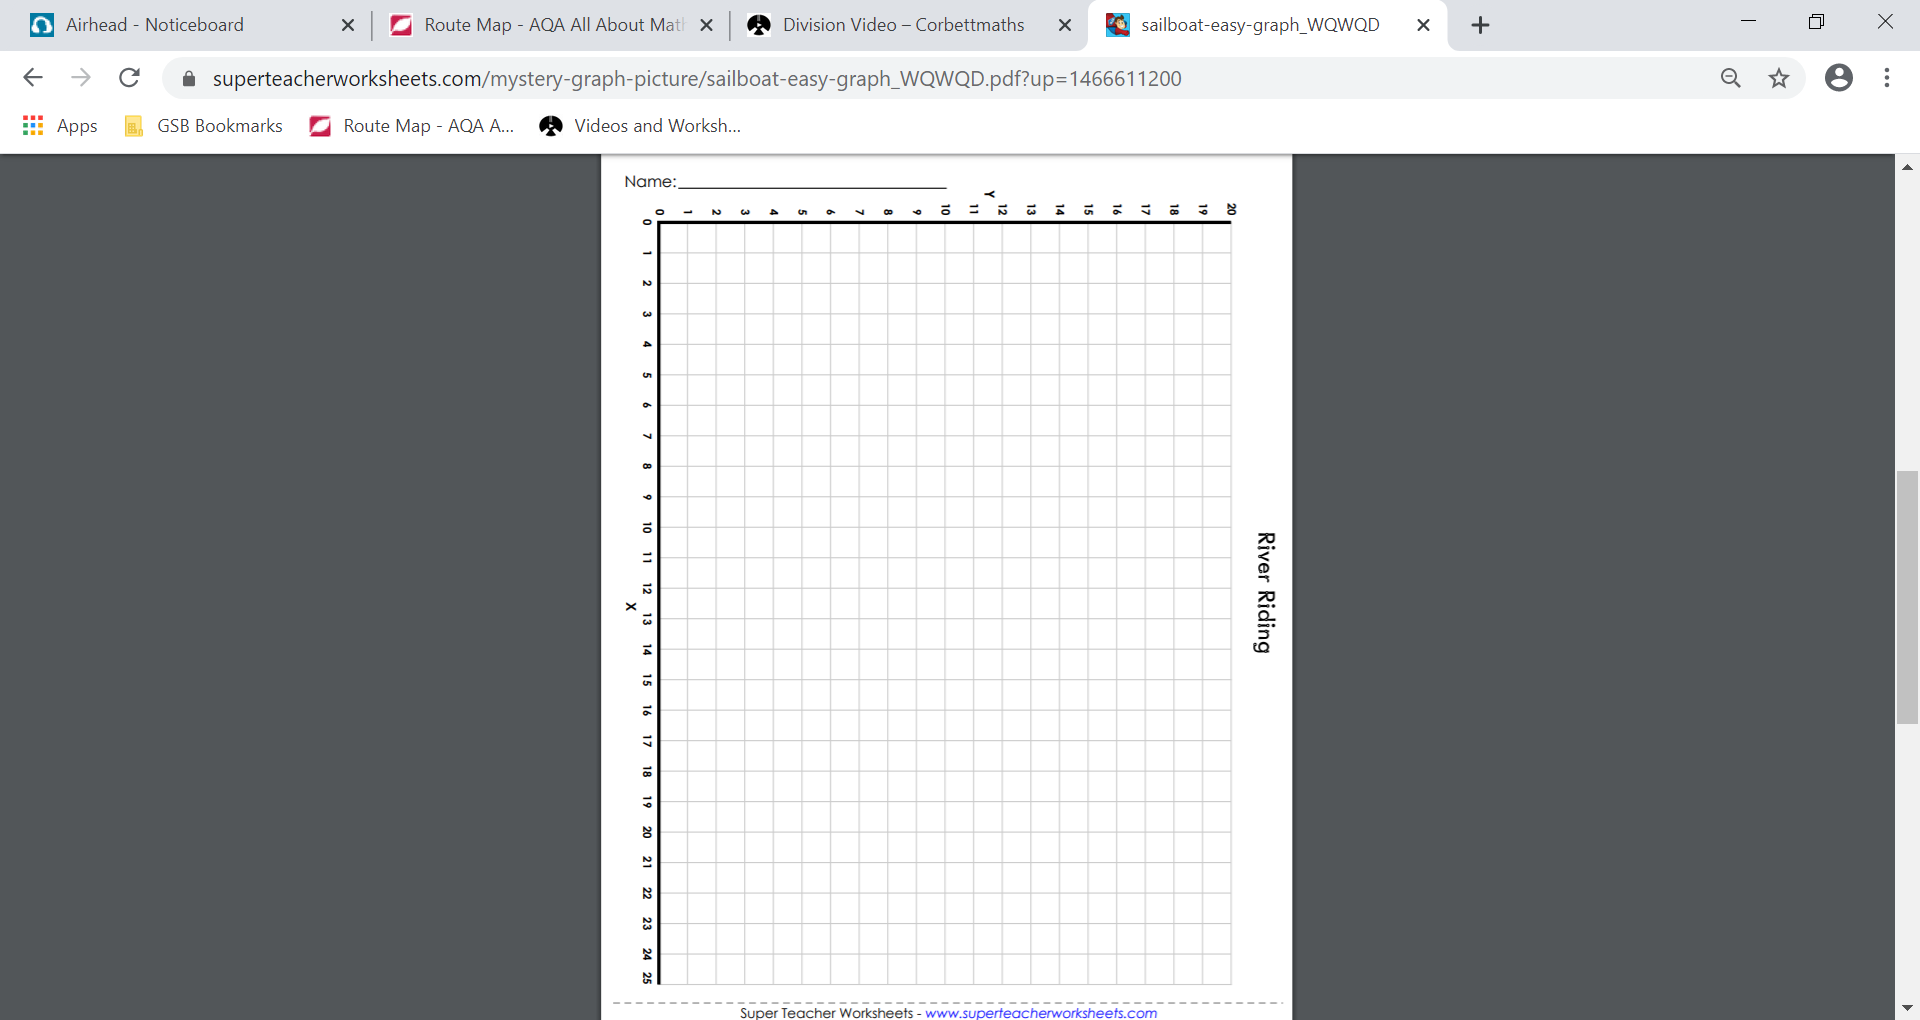 Airhead - Noticeboard
Route Map - AQA All About Mat
Division Video – Corbettmaths
sailboat-easy-graph_WQWQD
superteacherworksheets.com/mystery-graph-picture/sailboat-easy-graph_WQWQD.pdf?up=1466611200
Apps
GSB Bookmarks
Route Map - AQA A...
Videos and Worksh...
Name:
Y
0 1 2 3 4 5 6 7 8 9 10 11 12 13 14 15 16 17 18 19 20
0 1 2 3 4 5 6 7 8 9 10 11 12 13 14 15 16 17 18 19 20 21 22 23 24 25
X
River Riding
Super Teacher Worksheets - www.superteacherworksheets.com